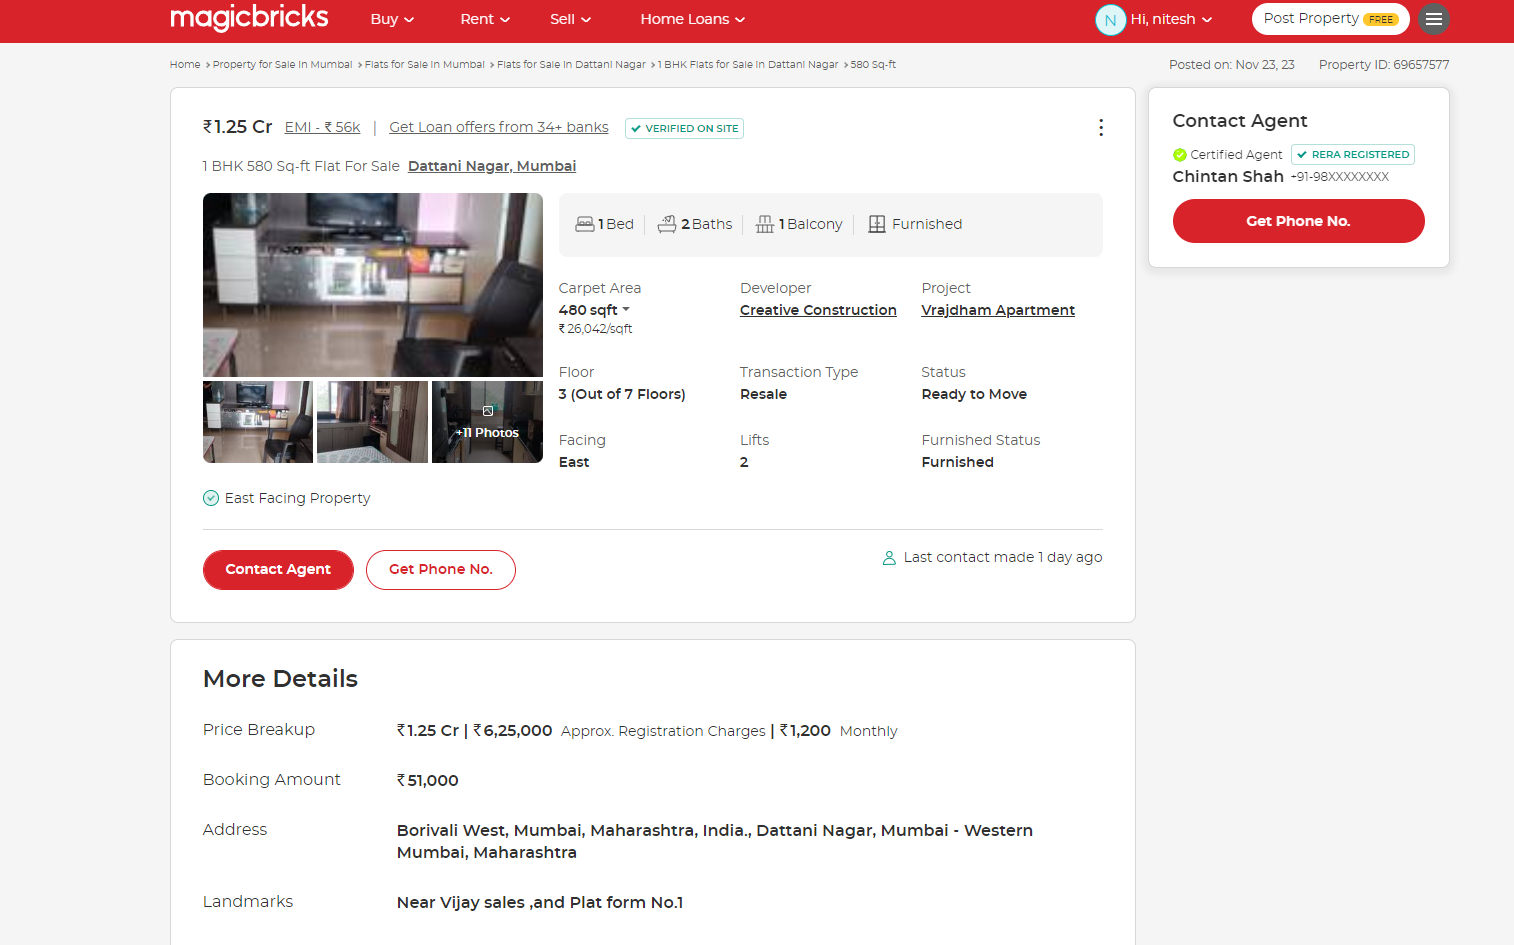 magicbricks Buy Rent Sell Home Loans N Hi, nitesh Post Property FREE
Home > Property for Sale in Mumbai > Flats for Sale in Mumbai > Flats for Sale in Dattani Nagar > 1 BHK Flats for Sale in Dattani Nagar > 580 Sq-ft
Posted on: Nov 23, 23 Property ID: 69657577
₹1.25 Cr EMI - ₹ 56k | Get Loan offers from 34+ banks VERIFIED ON SITE
1 BHK 580 Sq-ft Flat For Sale Dattani Nagar, Mumbai
+11 Photos
1 Bed 2 Baths 1 Balcony Furnished
Carpet Area
480 sqft
₹ 26,042/sqft
Developer
Creative Construction
Project
Vrajdham Apartment
Floor
3 (Out of 7 Floors)
Transaction Type
Resale
Status
Ready to Move
Facing
East
Lifts
2
Furnished Status
Furnished
East Facing Property
Contact Agent Get Phone No.
Last contact made 1 day ago
Contact Agent
Certified Agent RERA REGISTERED
Chintan Shah +91-98XXXXXXXX
Get Phone No.
More Details
Price Breakup ₹1.25 Cr | ₹6,25,000 Approx. Registration Charges | ₹1,200 Monthly
Booking Amount ₹51,000
Address Borivali West, Mumbai, Maharashtra, India., Dattani Nagar, Mumbai - Western
Mumbai, Maharashtra
Landmarks Near Vijay sales ,and Plat form No.1